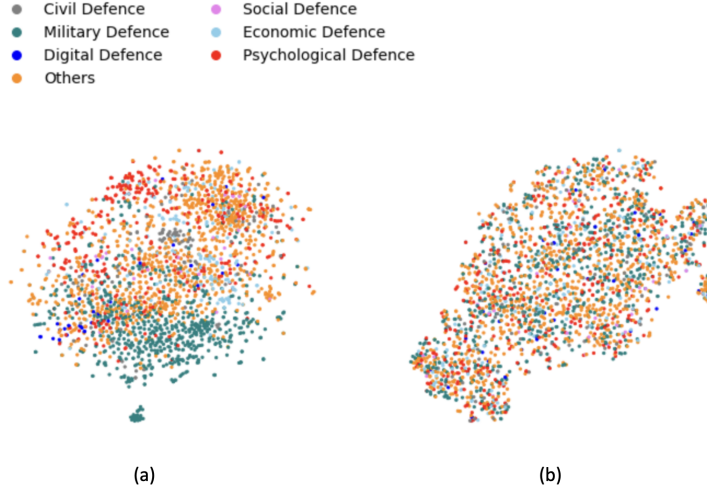 Civil Defence
Social Defence
Military Defence
Economic Defence
Digital Defence
Psychological Defence
Others
(a)
(b)